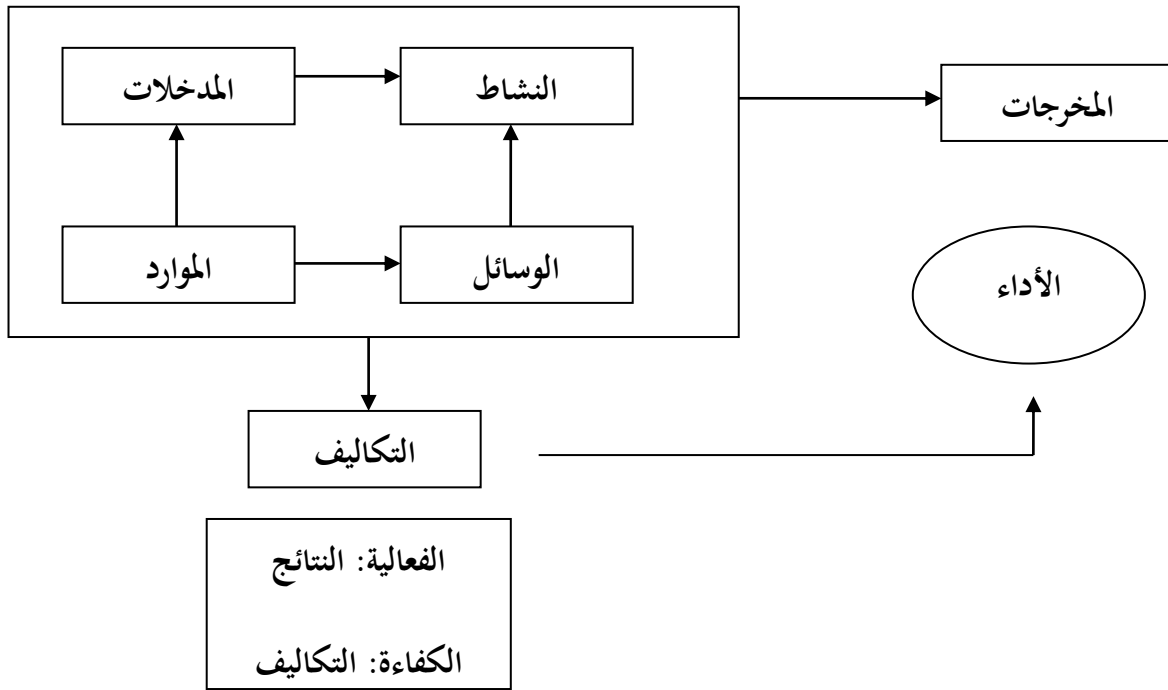 المدخلات
النشاط
المخرجات
الموارد
الوسائل
الأداء
التكاليف
الفعالية: النتائج
الكفاءة: التكاليف